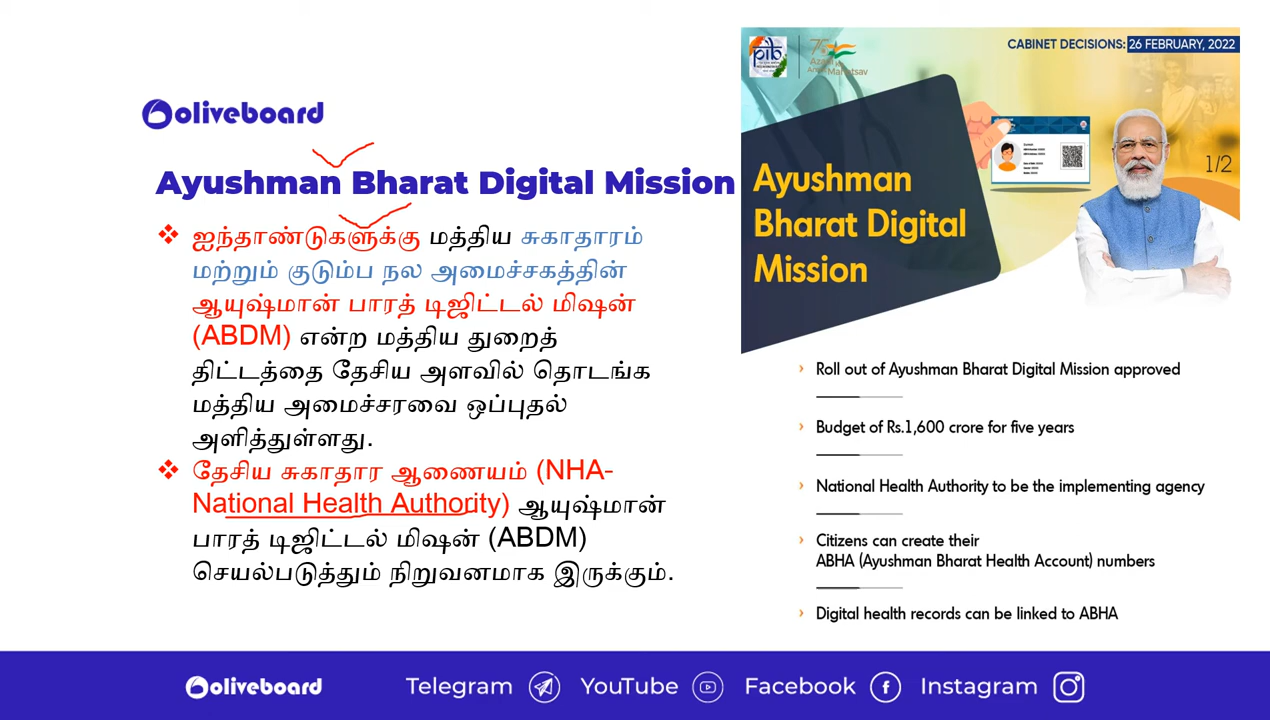 oliveboard
Ayushman Bharat Digital Mission
❖ ஐந்தாண்டுகளுக்கு மத்திய சுகாதாரம்
மற்றும் குடும்ப நல அமைச்சகத்தின்
ஆயுஷ்மான் பாரத் டிஜிட்டல் மிஷன்
(ABDM) என்ற மத்திய துறைத்
திட்டத்தை தேசிய அளவில் தொடங்க
மத்திய அமைச்சரவை ஒப்புதல்
அளித்துள்ளது.
❖ தேசிய சுகாதார ஆணையம் (NHA-
National Health Authority) ஆயுஷ்மான்
பாரத் டிஜிட்டல் மிஷன் (ABDM)
செயல்படுத்தும் நிறுவனமாக இருக்கும்.
CABINET DECISIONS: 26 FEBRUARY, 2022
1/2
Ayushman
Bharat Digital
Mission
› Roll out of Ayushman Bharat Digital Mission approved
› Budget of Rs.1,600 crore for five years
› National Health Authority to be the implementing agency
› Citizens can create their
ABHA (Ayushman Bharat Health Account) numbers
› Digital health records can be linked to ABHA
oliveboard Telegram YouTube Facebook Instagram